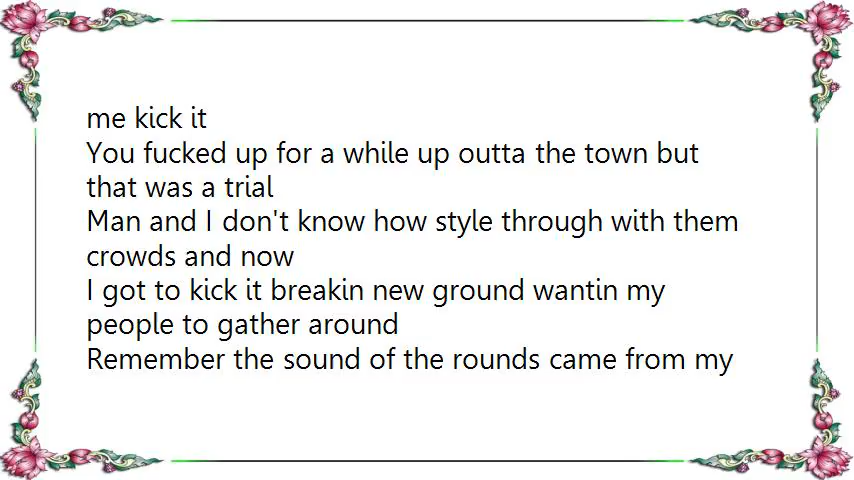 me kick it
You fucked up for a while up outta the town but
that was a trial
Man and I don't know how style through with them
crowds and now
I got to kick it breakin new ground wantin my
people to gather around
Remember the sound of the rounds came from my